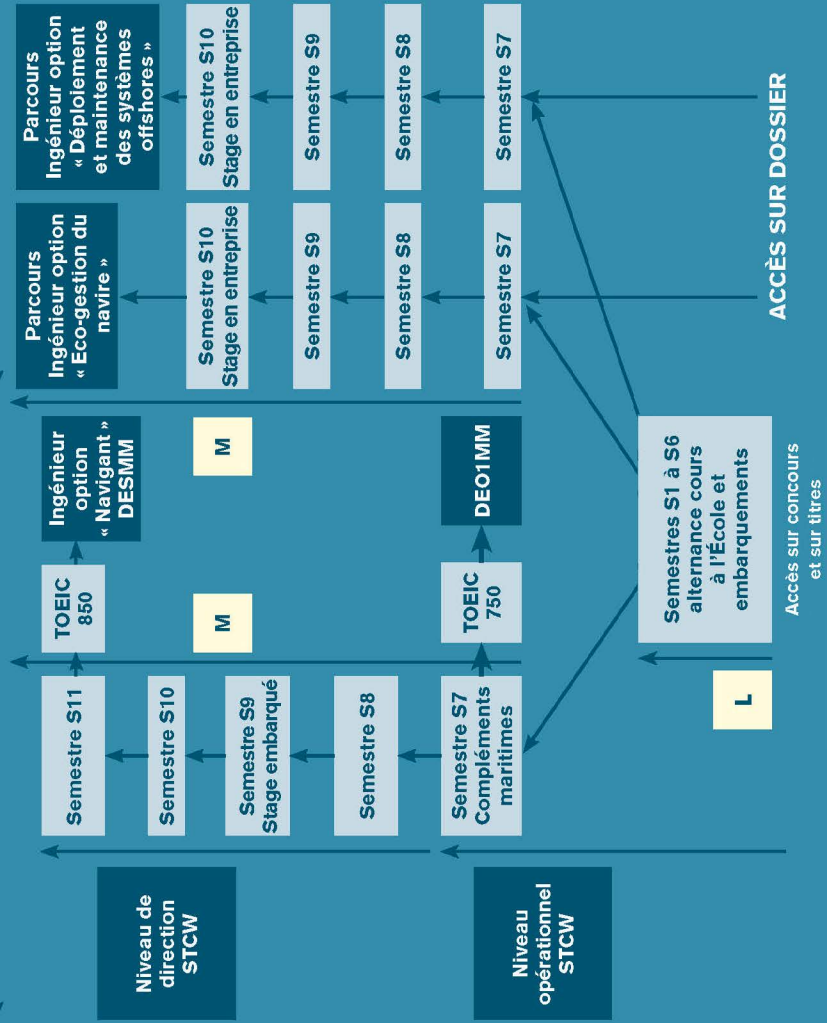 Niveau de
direction
STCW
Semestre S11
TOEIC
850
Ingénieur
option
« Navigant »
DESMM
Parcours
Ingénieur option
« Eco-gestion du
navire »
Parcours
Ingénieur option
« Déploiement
et maintenance
des systèmes
offshores »
Semestre S10
M
M
Semestre S10
Stage en entreprise
Semestre S10
Stage en entreprise
Semestre S9
Stage embarqué
Semestre S9
Semestre S9
Semestre S8
Semestre S8
Semestre S8
Niveau
opérationnel
STCW
Semestre S7
Compléments
maritimes
TOEIC
750
DEO1MM
Semestre S7
Semestre S7
L
Semestres S1 à S6
alternance cours
à l'École et
embarquements
ACCÈS SUR DOSSIER
Accès sur concours
et sur titres